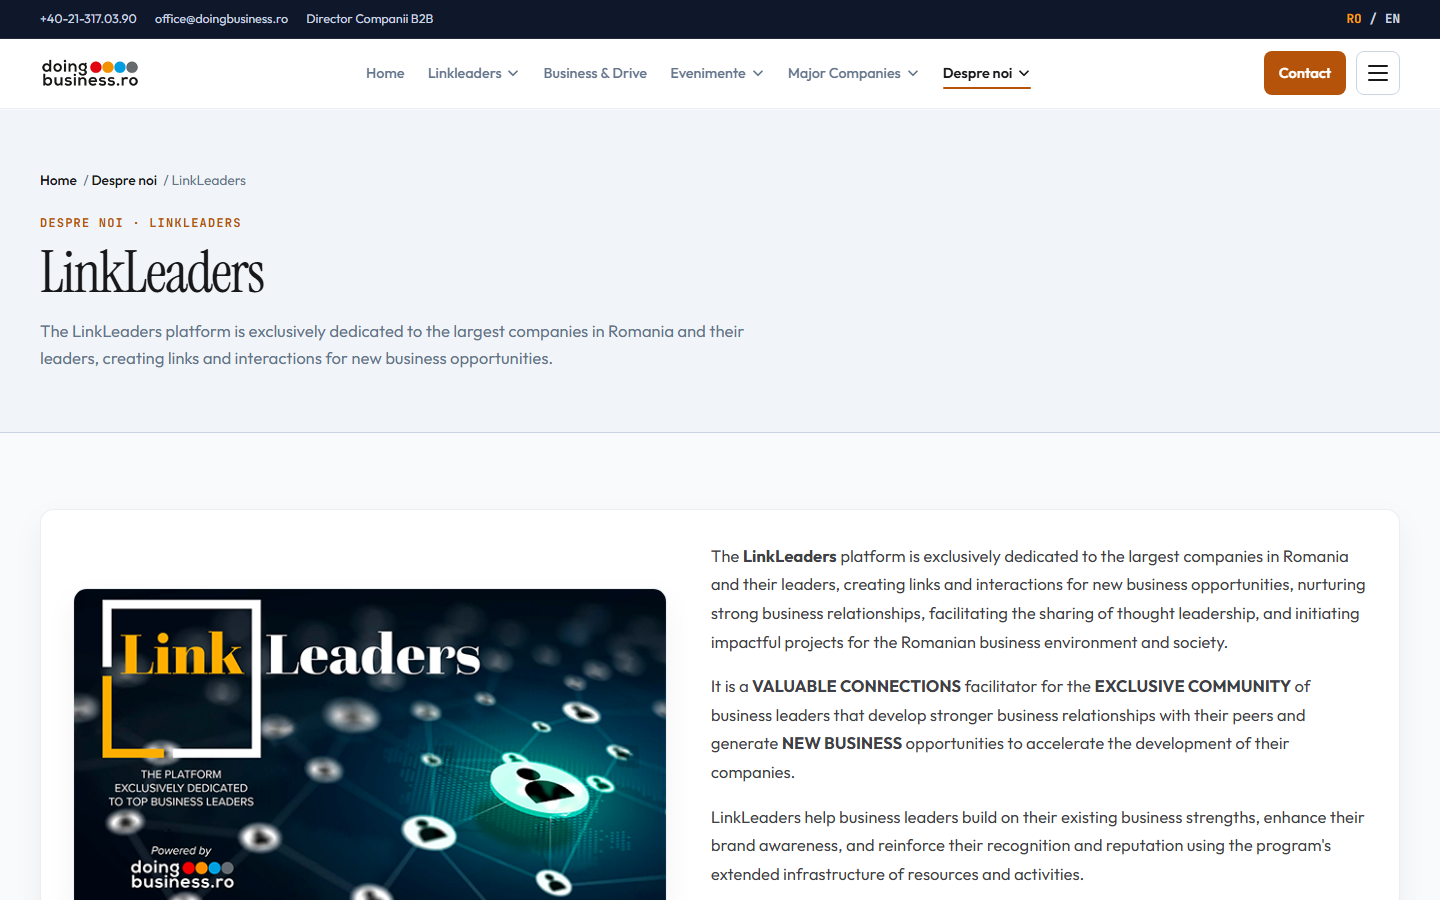 +40-21-317.03.90 office@doingbusiness.ro Director Companii B2B RO / EN
doing
business.ro
Home Linkleaders Business & Drive Evenimente Major Companies Despre noi Contact
Home / Despre noi / LinkLeaders
DESPRE NOI · LINKLEADERS
LinkLeaders
The LinkLeaders platform is exclusively dedicated to the largest companies in Romania and their
leaders, creating links and interactions for new business opportunities.
Link Leaders
THE PLATFORM
EXCLUSIVELY DEDICATED
TO TOP BUSINESS LEADERS
Powered by
doing
business.ro
The LinkLeaders platform is exclusively dedicated to the largest companies in Romania
and their leaders, creating links and interactions for new business opportunities, nurturing
strong business relationships, facilitating the sharing of thought leadership, and initiating
impactful projects for the Romanian business environment and society.
It is a VALUABLE CONNECTIONS facilitator for the EXCLUSIVE COMMUNITY of
business leaders that develop stronger business relationships with their peers and
generate NEW BUSINESS opportunities to accelerate the development of their
companies.
LinkLeaders help business leaders build on their existing business strengths, enhance their
brand awareness, and reinforce their recognition and reputation using the program's
extended infrastructure of resources and activities.